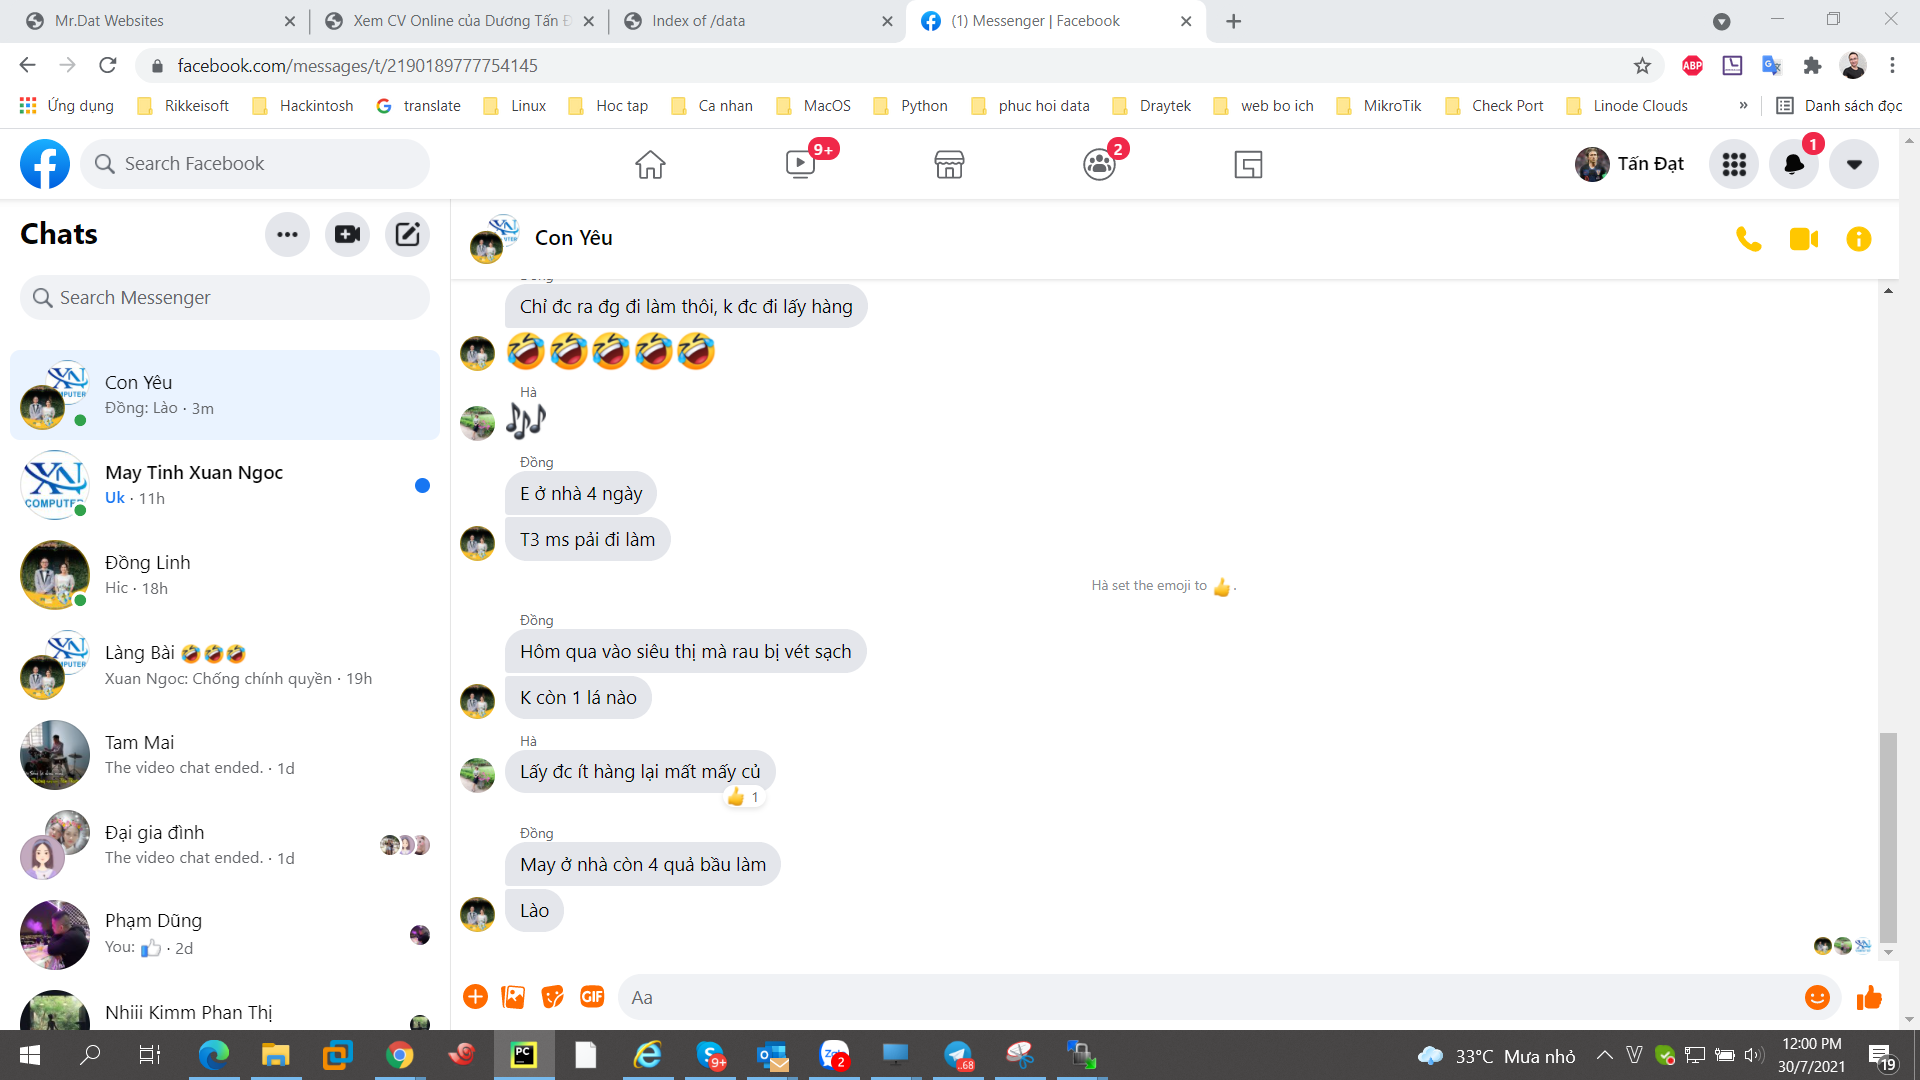 Mr.Dat Websites
Xem CV Online của Dương Tấn Đ
Index of /data
(1) Messenger | Facebook
facebook.com/messages/t/2190189777754145
ABP
Ứng dụng
Rikkeisoft
Hackintosh
translate
Linux
Hoc tap
Ca nhan
MacOS
Python
phuc hoi data
Draytek
web bo ich
MikroTik
Check Port
Linode Clouds
»
Danh sách đọc
Search Facebook
9+
2
Tấn Đạt
1
Chats
Search Messenger
Con Yêu
Đồng: Lào · 3m
May Tinh Xuan Ngoc
Uk · 11h
Đồng Linh
Hic · 18h
Làng Bài 🤣🤣🤣
Xuan Ngoc: Chống chính quyền · 19h
Tam Mai
The video chat ended. · 1d
Đại gia đình
The video chat ended. · 1d
Phạm Dũng
You: 👍 · 2d
Nhiii Kimm Phan Thị
Con Yêu
Chỉ đc ra đg đi làm thôi, k đc đi lấy hàng
🤣🤣🤣🤣🤣
Hà
🎶
Đồng
E ở nhà 4 ngày
T3 ms pải đi làm
Hà set the emoji to 👍.
Đồng
Hôm qua vào siêu thị mà rau bị vét sạch
K còn 1 lá nào
Hà
Lấy đc ít hàng lại mất mấy củ
👍 1
Đồng
May ở nhà còn 4 quả bầu làm
Lào
GIF
Aa
XN
COMPUTER
PC
9+
2
..68
33°C Mưa nhỏ
12:00 PM
30/7/2021
19